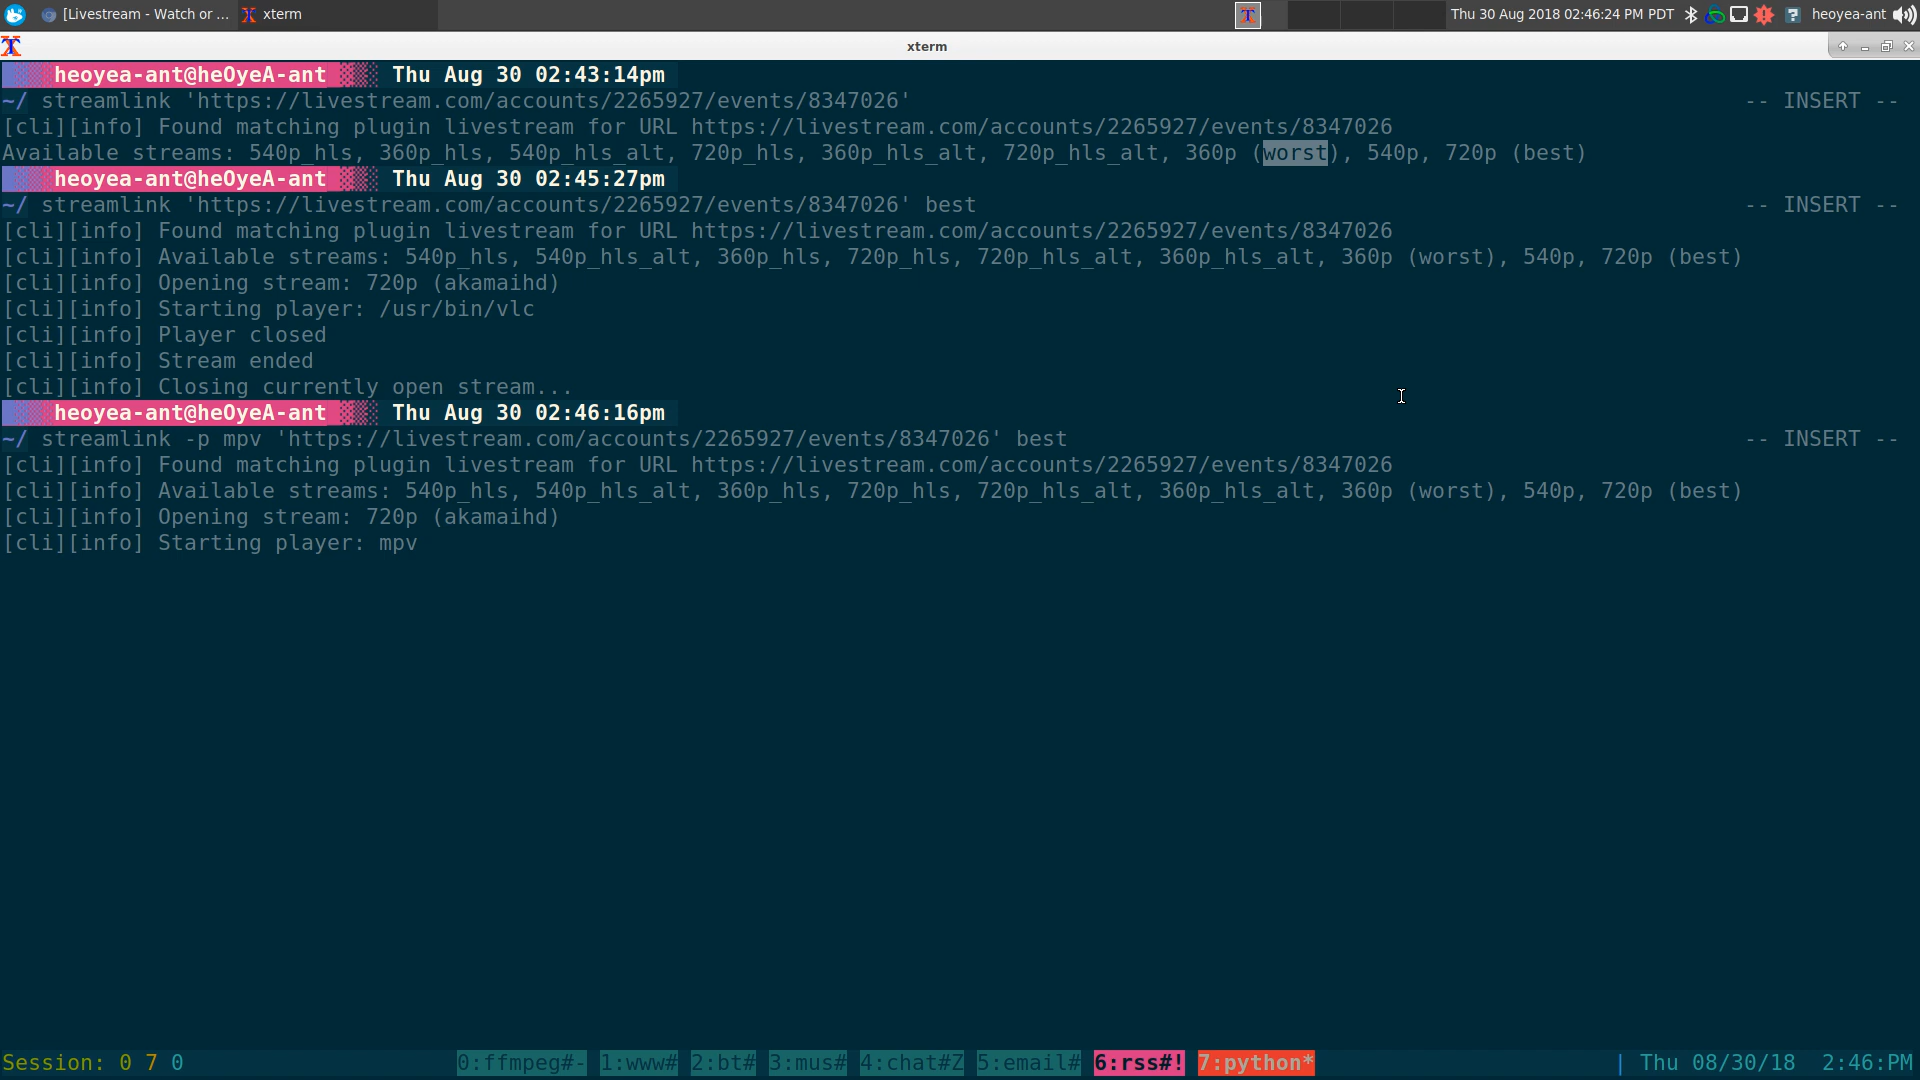 [Livestream - Watch or ... xterm Thu 30 Aug 2018 02:46:24 PM PDT heoyea-ant
xterm
heoyea-ant@heOyeA-ant Thu Aug 30 02:43:14pm
~/ streamlink 'https://livestream.com/accounts/2265927/events/8347026' -- INSERT --
[cli][info] Found matching plugin livestream for URL https://livestream.com/accounts/2265927/events/8347026
Available streams: 540p_hls, 360p_hls, 540p_hls_alt, 720p_hls, 360p_hls_alt, 720p_hls_alt, 360p (worst), 540p, 720p (best)
heoyea-ant@heOyeA-ant Thu Aug 30 02:45:27pm
~/ streamlink 'https://livestream.com/accounts/2265927/events/8347026' best -- INSERT --
[cli][info] Found matching plugin livestream for URL https://livestream.com/accounts/2265927/events/8347026
[cli][info] Available streams: 540p_hls, 540p_hls_alt, 360p_hls, 720p_hls, 720p_hls_alt, 360p_hls_alt, 360p (worst), 540p, 720p (best)
[cli][info] Opening stream: 720p (akamaihd)
[cli][info] Starting player: /usr/bin/vlc
[cli][info] Player closed
[cli][info] Stream ended
[cli][info] Closing currently open stream...
heoyea-ant@heOyeA-ant Thu Aug 30 02:46:16pm
~/ streamlink -p mpv 'https://livestream.com/accounts/2265927/events/8347026' best -- INSERT --
[cli][info] Found matching plugin livestream for URL https://livestream.com/accounts/2265927/events/8347026
[cli][info] Available streams: 540p_hls, 540p_hls_alt, 360p_hls, 720p_hls, 720p_hls_alt, 360p_hls_alt, 360p (worst), 540p, 720p (best)
[cli][info] Opening stream: 720p (akamaihd)
[cli][info] Starting player: mpv
Session: 0 7 0 0:ffmpeg#- 1:www# 2:bt# 3:mus# 4:chat#Z 5:email# 6:rss#! 7:python* | Thu 08/30/18 2:46:PM